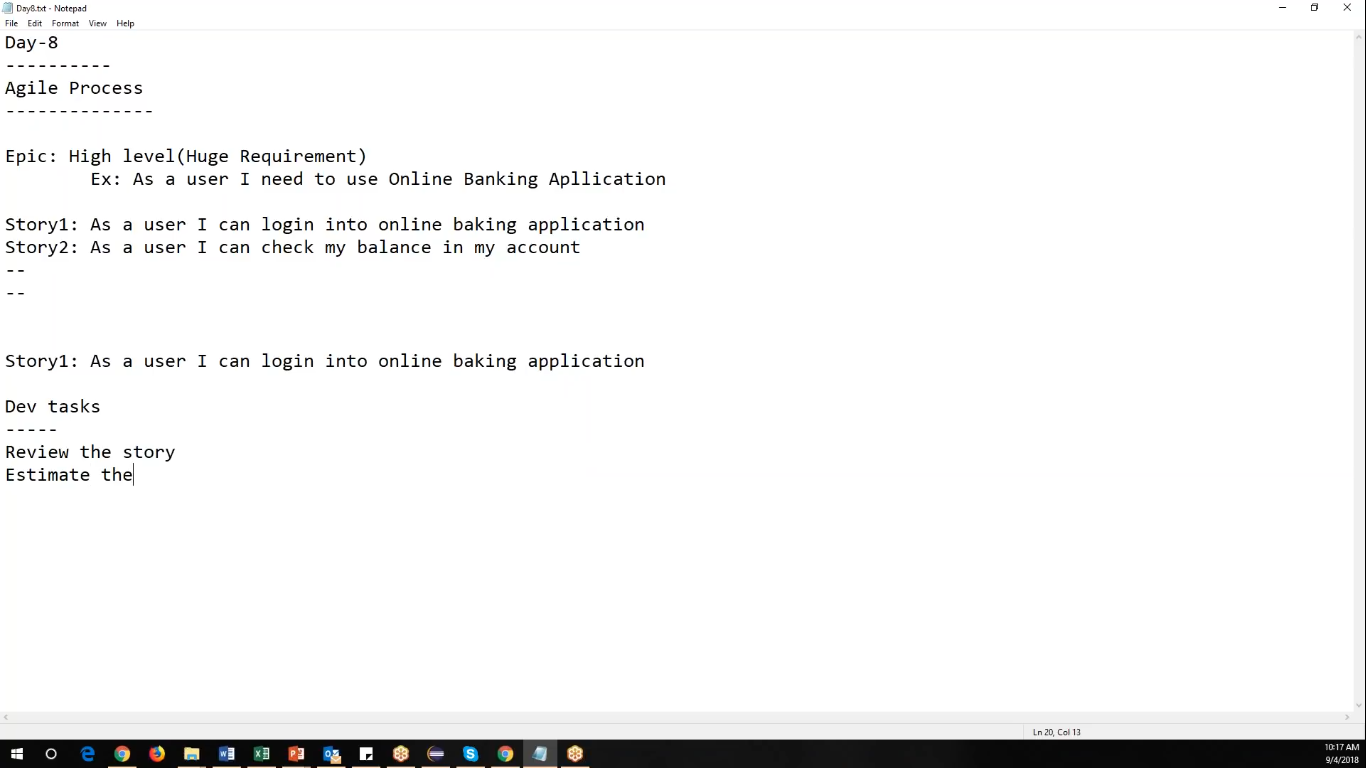 Day8.txt - Notepad
File Edit Format View Help
Day-8
----------
Agile Process
--------------
Epic: High level(Huge Requirement)
Ex: As a user I need to use Online Banking Apllication
Story1: As a user I can login into online baking application
Story2: As a user I can check my balance in my account
--
--
Story1: As a user I can login into online baking application
Dev tasks
-----
Review the story
Estimate the
Ln 20, Col 13
10:17 AM
9/4/2018